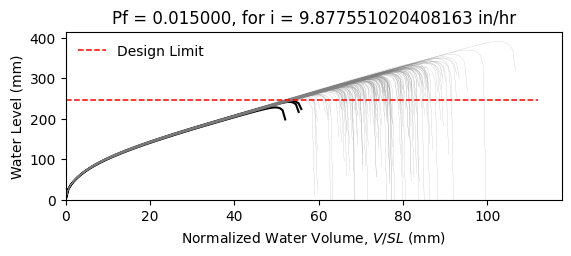 Pf = 0.015000, for i = 9.877551020408163 in/hr
400
300
200
100
0
Water Level (mm)
Design Limit
0 20 40 60 80 100
Normalized Water Volume, V/SL (mm)